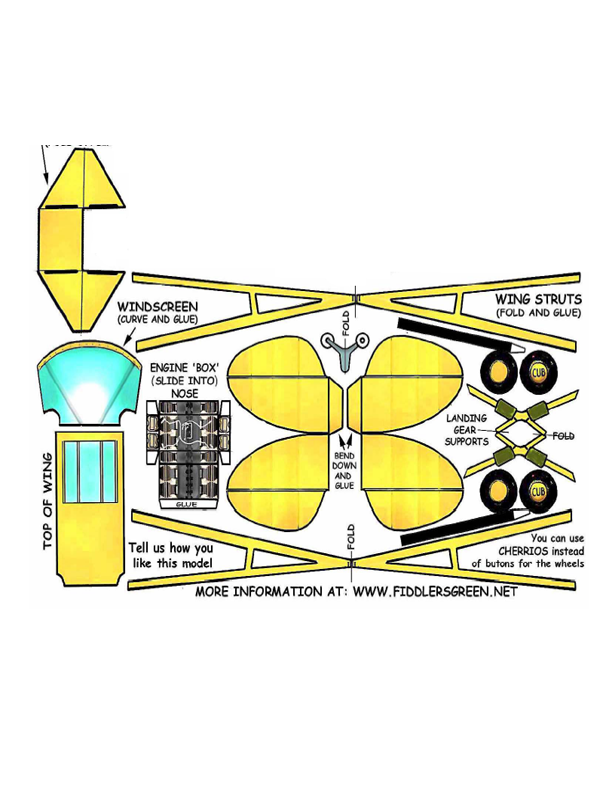 WINDSCREEN
(CURVE AND GLUE)
WING STRUTS
(FOLD AND GLUE)
FOLD
ENGINE 'BOX'
(SLIDE INTO)
NOSE
CUB
LANDING
GEAR
SUPPORTS
FOLD
BEND
DOWN
AND
GLUE
TOP OF WING
GLUE
CUB
FOLD
Tell us how you
like this model
You can use
CHERRIOS instead
of butons for the wheels
MORE INFORMATION AT: WWW.FIDDLERSGREEN.NET